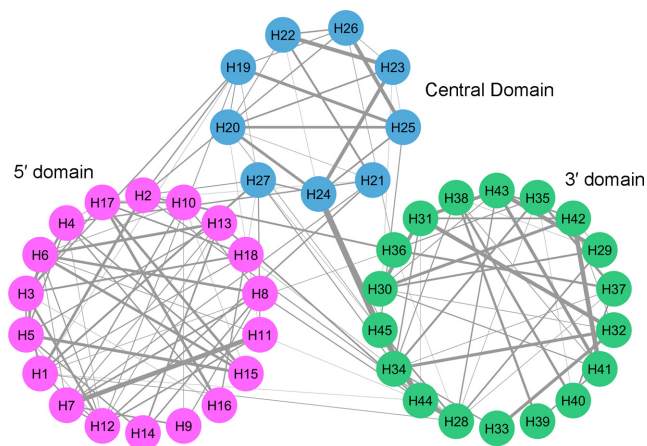 H26
H22
H23
H19
Central Domain
H20
H25
5′ domain
H27
H21
H24
3′ domain
H17
H2
H10
H4
H13
H6
H18
H3
H8
H5
H11
H1
H15
H7
H16
H12
H14
H9
H43
H38
H35
H31
H42
H36
H29
H30
H37
H45
H32
H34
H41
H44
H40
H28
H33
H39